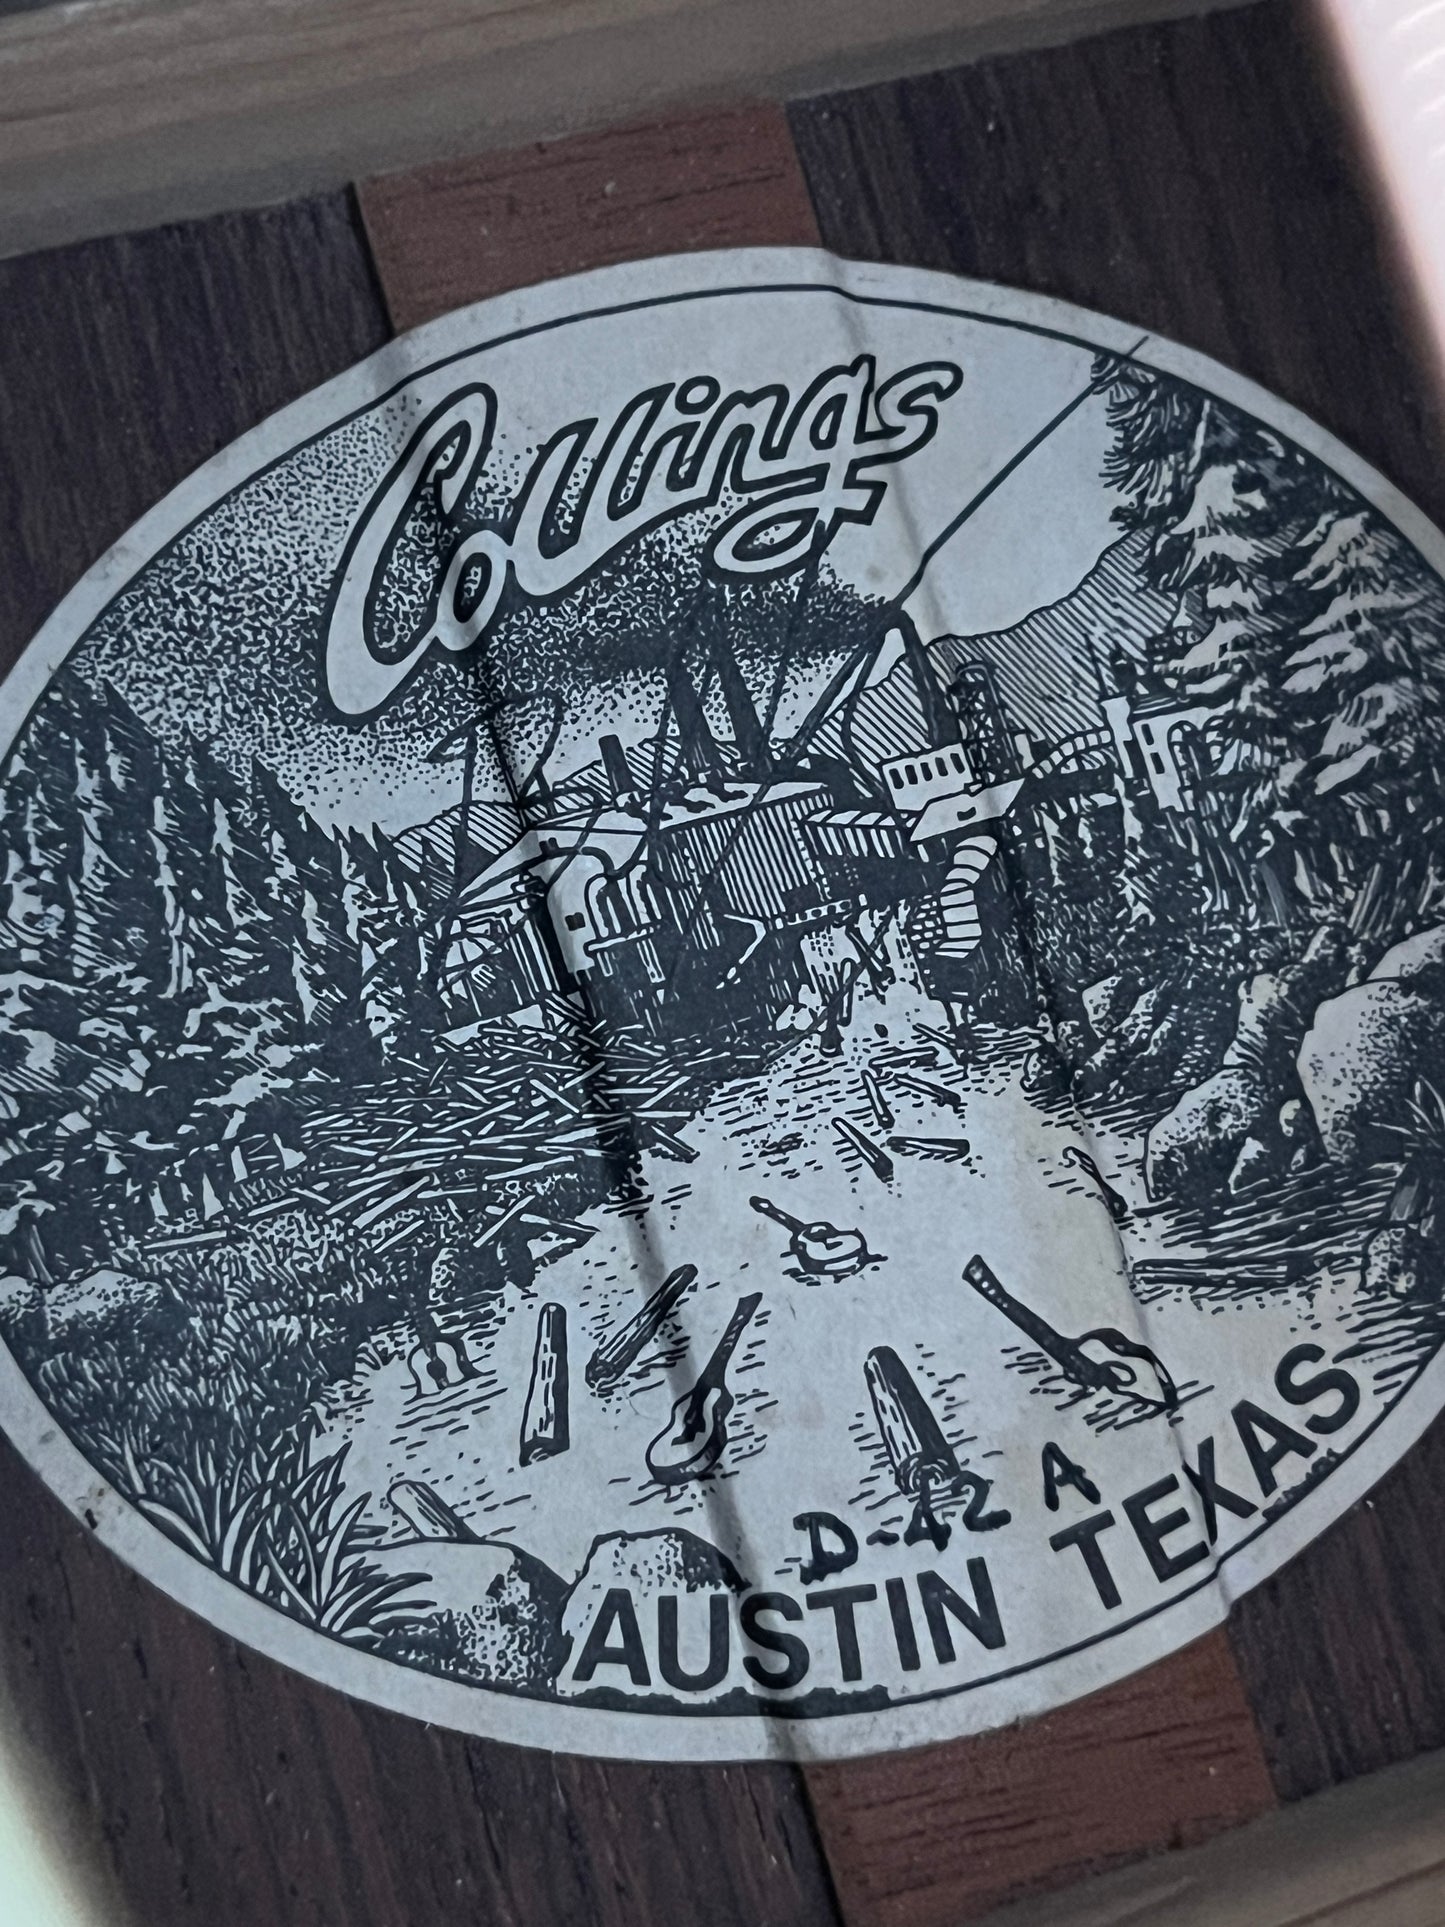 Collings
D-42 A
AUSTIN TEXAS